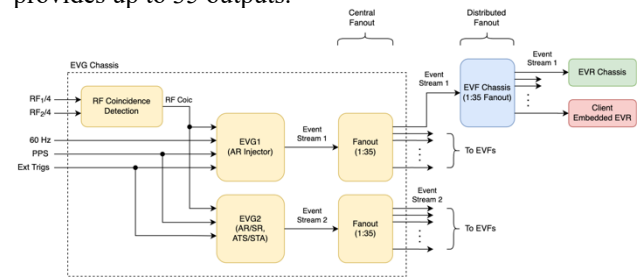 provides up to 35 outputs.
Central
Fanout
Distributed
Fanout
EVG Chassis
Event
Stream 1
EVF Chassis
(1:35 Fanout)
Event
Stream 1
EVR Chassis
Client
Embedded EVR
RF1/4
RF2/4
RF Coincidence
Detection
RF Coic
60 Hz
PPS
Ext Trigs
EVG1
(AR Injector)
Event
Stream 1
Fanout
(1:35)
To EVFs
EVG2
(AR/SR,
ATS/STA)
Event
Stream 2
Fanout
(1:35)
Event
Stream 2
To EVFs